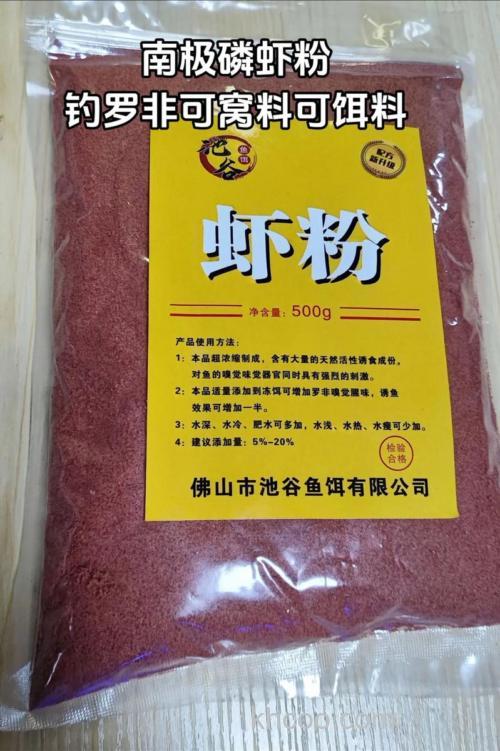 南极磷虾粉
钓罗非可窝料可饵料
池谷
鱼饵
配方
新升级
虾粉
净含量：500g
产品使用方法：
1：本品超浓缩制成，含有大量的天然活性诱食成份。
对鱼的嗅觉味觉器官同时具有强烈的刺激。
2：本品适量添加到冻饵可增加罗非嗅觉腥味，诱鱼
效果可增加一半。
3：水深、水冷、肥水可多加，水浅、水热、水瘦可少加。
4：建议添加量：5%-20%
检验
合格
佛山市池谷鱼饵有限公司